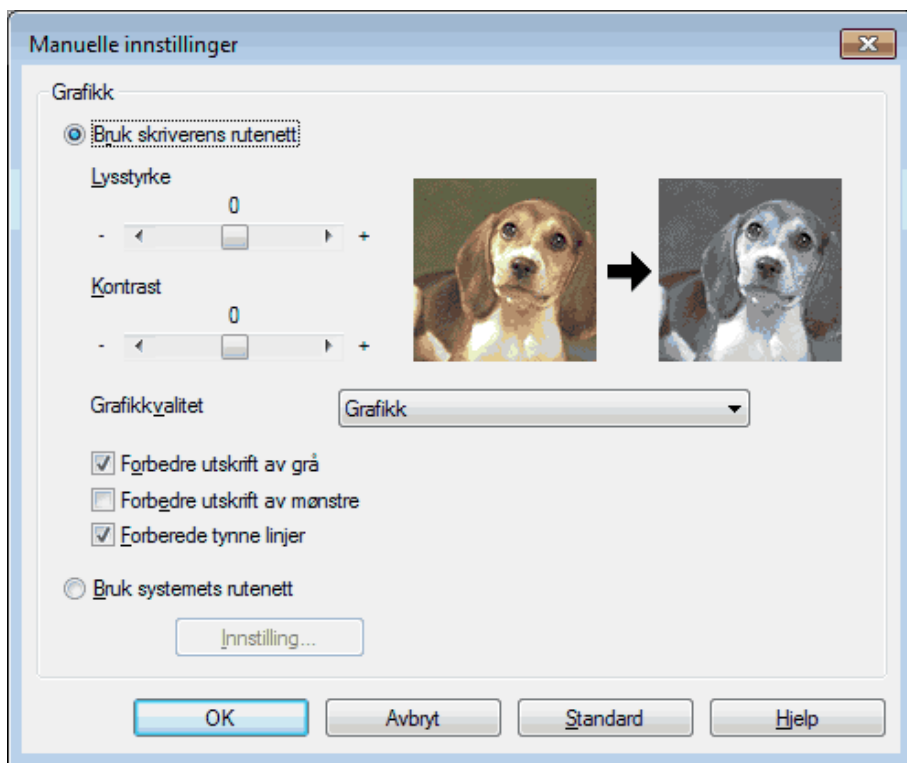 Manuelle innstillinger
Grafikk
Bruk skriverens rutenett
Lysstyrke
0
- +
Kontrast
0
- +
Grafikkvalitet Grafikk
Forbedre utskrift av grå
Forbedre utskrift av mønstre
Forberede tynne linjer
Bruk systemets rutenett
Innstilling...
OK Avbryt Standard Hjelp